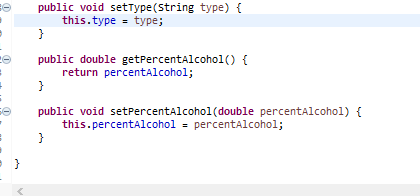 public void setType(String type) {
this.type = type;
}
public double getPercentAlcohol() {
return percentAlcohol;
}
public void setPercentAlcohol(double percentAlcohol) {
this.percentAlcohol = percentAlcohol;
}
}